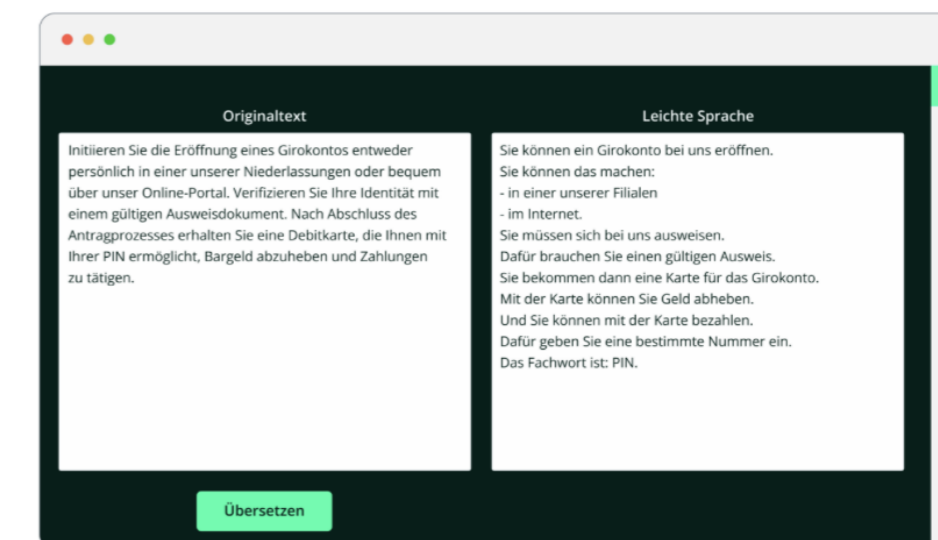 Originaltext
Initiieren Sie die Eröffnung eines Girokontos entweder
persönlich in einer unserer Niederlassungen oder bequem
über unser Online-Portal. Verifizieren Sie Ihre Identität mit
einem gültigen Ausweisdokument. Nach Abschluss des
Antragprozesses erhalten Sie eine Debitkarte, die Ihnen mit
Ihrer PIN ermöglicht, Bargeld abzuheben und Zahlungen
zu tätigen.
Übersetzen
Leichte Sprache
Sie können ein Girokonto bei uns eröffnen.
Sie können das machen:
- in einer unserer Filialen
- im Internet.
Sie müssen sich bei uns ausweisen.
Dafür brauchen Sie einen gültigen Ausweis.
Sie bekommen dann eine Karte für das Girokonto.
Mit der Karte können Sie Geld abheben.
Und Sie können mit der Karte bezahlen.
Dafür geben Sie eine bestimmte Nummer ein.
Das Fachwort ist: PIN.